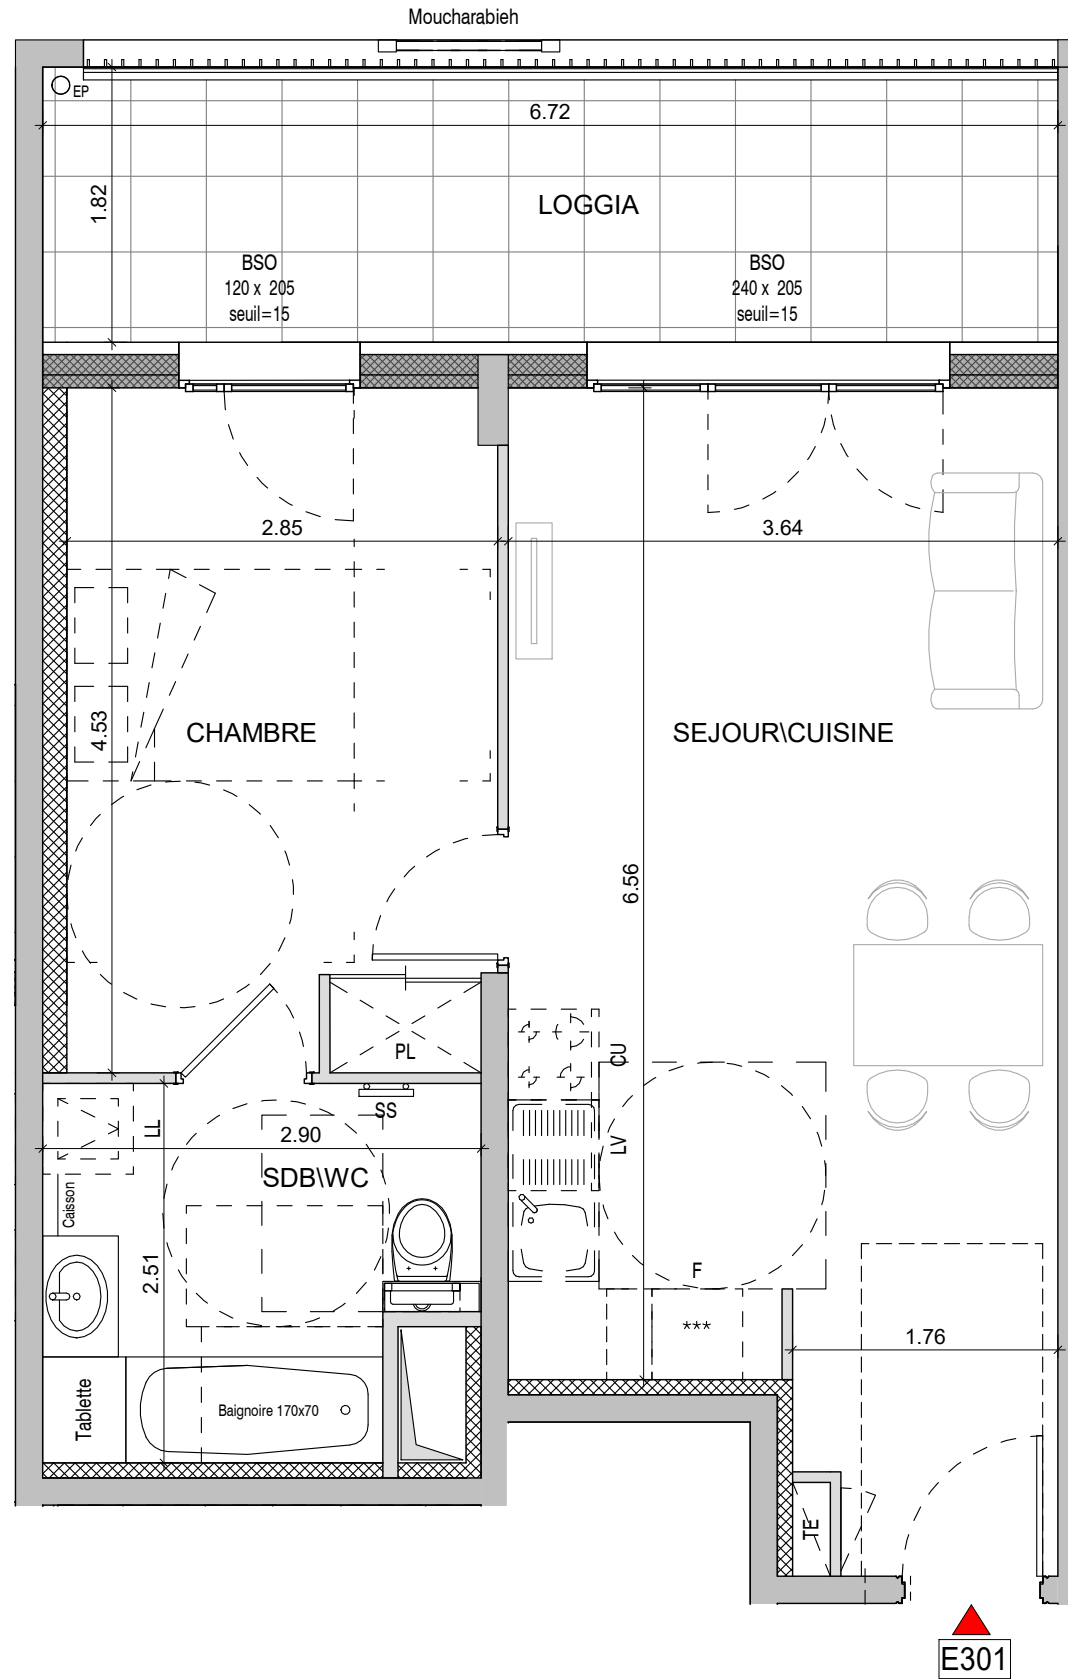 Moucharabieh
EP
6.72
1.82
LOGGIA
BSO
120 x 205
seuil=15
BSO
240 x 205
seuil=15
2.85
3.64
4.53
CHAMBRE
SEJOUR\CUISINE
6.56
PL
CU
SS
LL
2.90
LV
SDB\WC
Caisson
2.51
F
***
1.76
Tablette
Baignoire 170x70
TE
E301